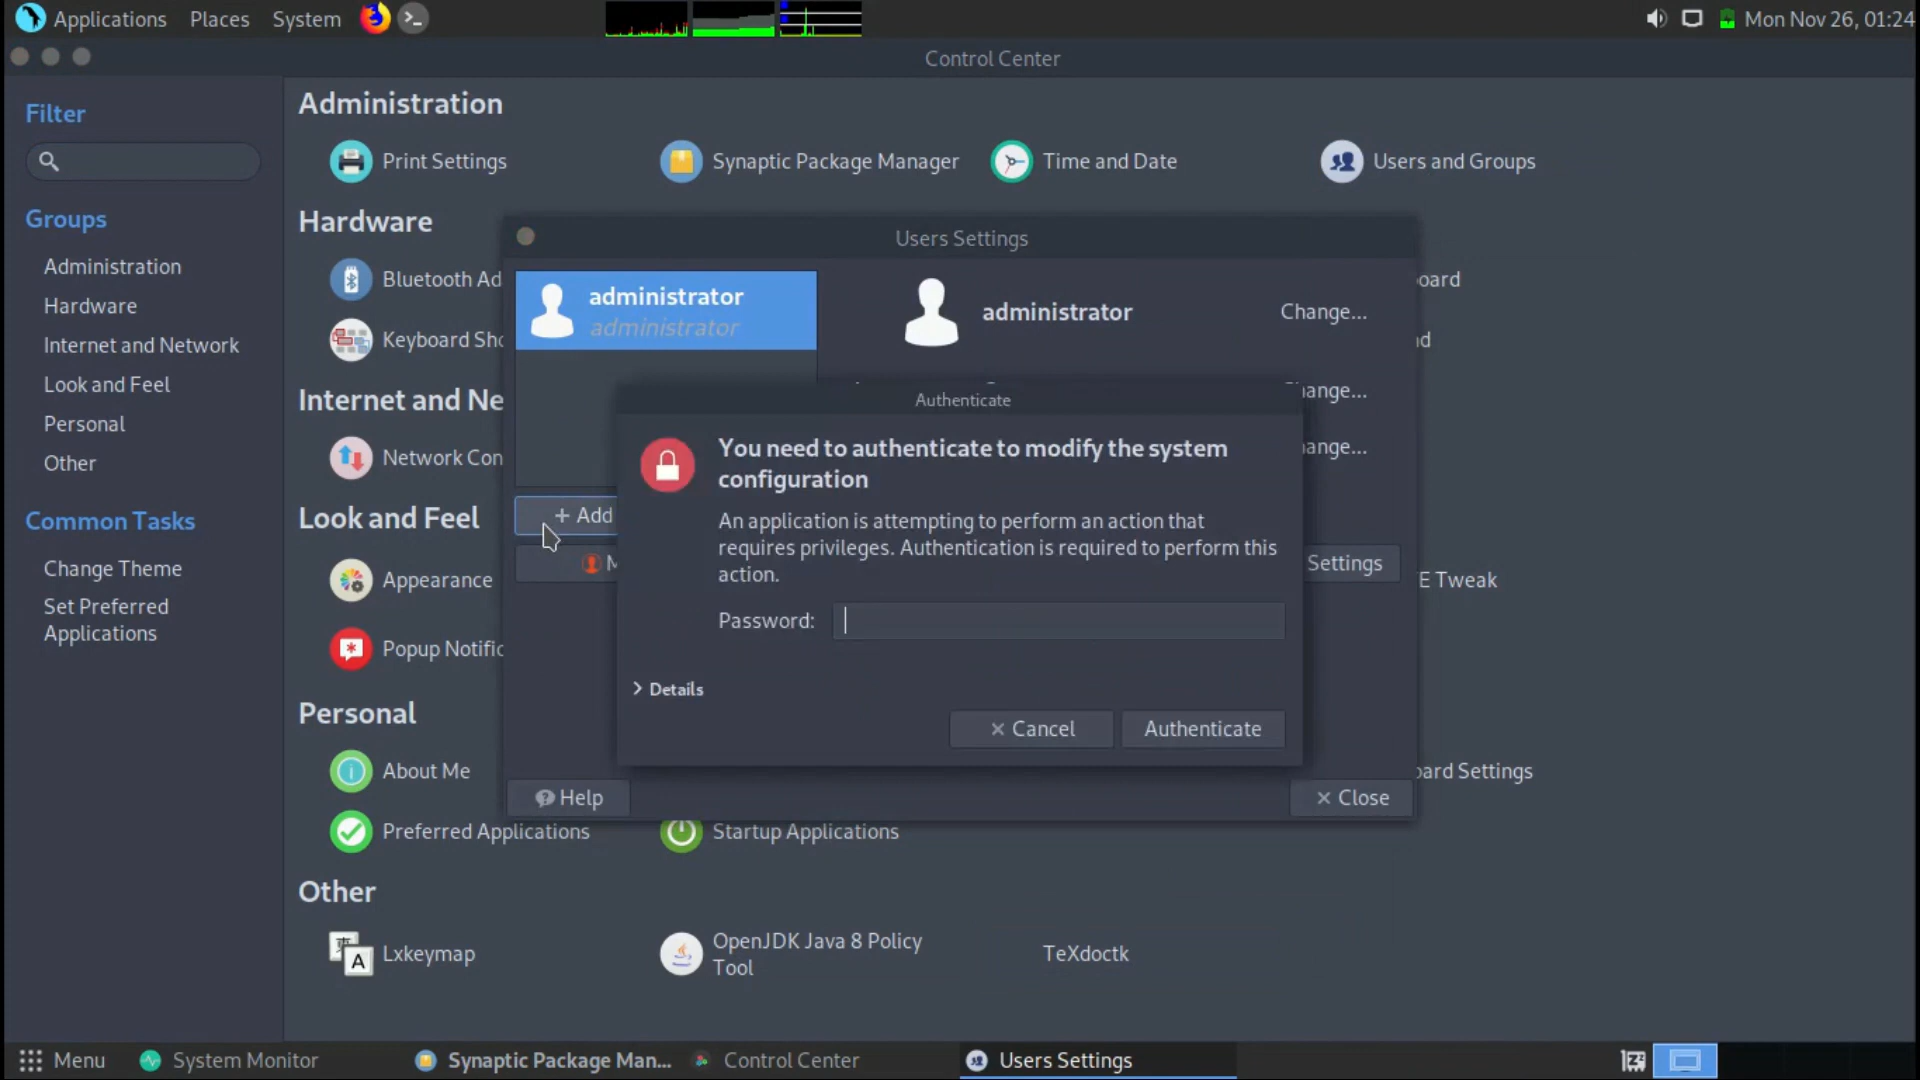 Applications Places System Mon Nov 26, 01:24
Control Center
Filter
Groups
Administration
Hardware
Internet and Network
Look and Feel
Personal
Other
Common Tasks
Change Theme
Set Preferred
Applications
Administration
Print Settings Synaptic Package Manager Time and Date Users and Groups
Hardware
Bluetooth Ad oard
Keyboard Sho
Internet and Ne
Network Con
Look and Feel
Appearance E Tweak
Popup Notific
Personal
About Me ard Settings
Preferred Applications Startup Applications
Other
Lxkeymap
OpenJDK Java 8 Policy
Tool
TeXdoctk
Users Settings
administrator
administrator
administrator Change...
hange...
hange...
+ Add
M
Settings
Help Close
Authenticate
You need to authenticate to modify the system
configuration
An application is attempting to perform an action that
requires privileges. Authentication is required to perform this
action.
Password:
Details
Cancel Authenticate
Menu System Monitor Synaptic Package Man... Control Center Users Settings